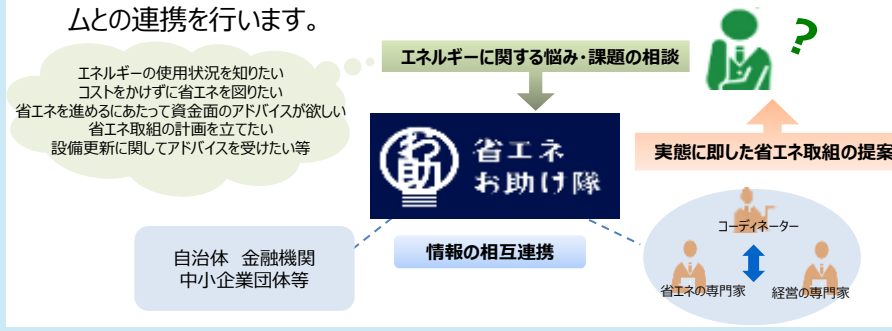 ムとの連携を行います。
エネルギーに関する悩み・課題の相談
?
エネルギーの使用状況を知りたい
コストをかけずに省エネを図りたい
省エネを進めるにあたって資金面のアドバイスが欲しい
省エネ取組の計画を立てたい
設備更新に関してアドバイスを受けたい等
お助
省エネ
お助け隊
実態に即した省エネ取組の提案
自治体 金融機関
中小企業団体等
情報の相互連携
コーディネーター
省エネの専門家
経営の専門家